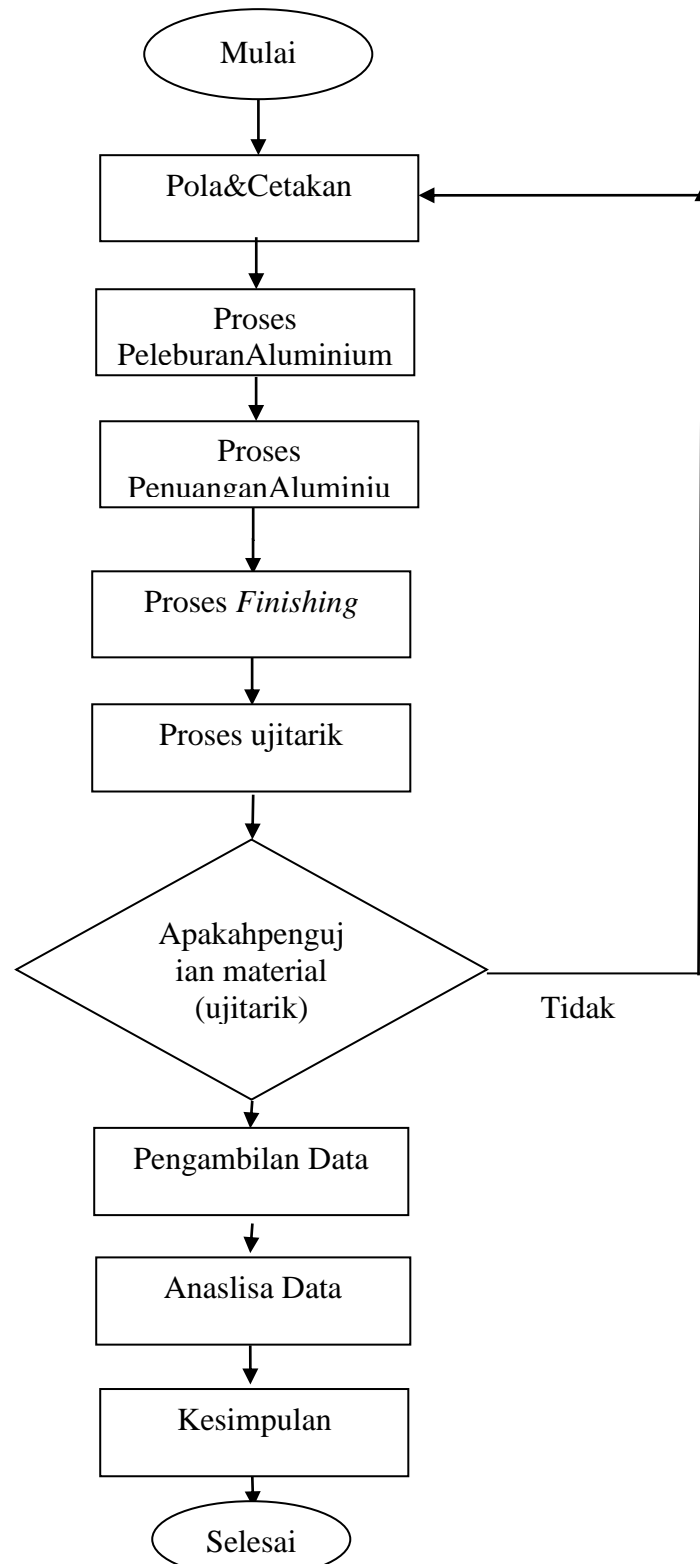 Mulai
Pola&Cetakan
Proses
PeleburanAluminium
Proses
PenuanganAluminiu
Proses Finishing
Proses ujitarik
Apakahpenguj
ian material
(ujitarik)
Tidak
Pengambilan Data
Anaslisa Data
Kesimpulan
Selesai